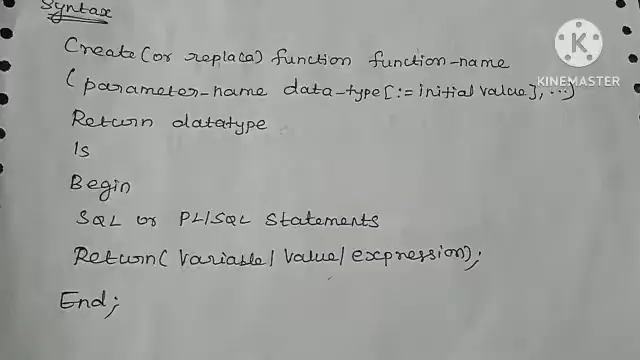 Syntax
Create (or replace) function function-name
( parameter-name data-type [:= initial value], ...)
Return datatype
Is
Begin
SQL or PL/SQL statements
Return( Variable/ Value/ expression);
End;
KINEMASTER